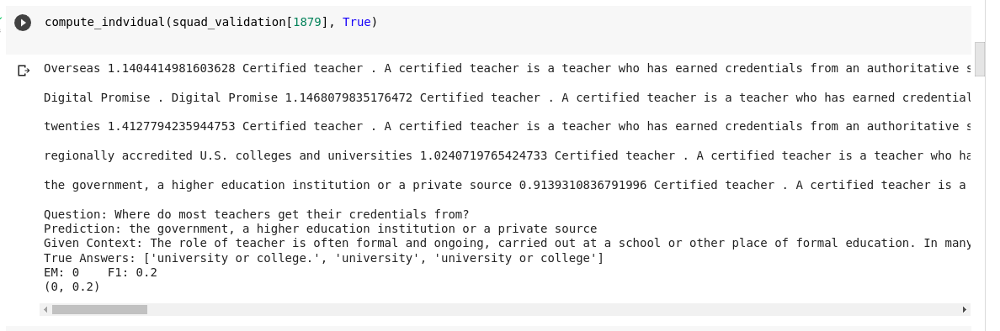 compute_indvidual(squad_validation[1879], True)
Overseas 1.1404414981603628 Certified teacher . A certified teacher is a teacher who has earned credentials from an authoritative s
Digital Promise . Digital Promise 1.1468079835176472 Certified teacher . A certified teacher is a teacher who has earned credential
twenties 1.4127794235944753 Certified teacher . A certified teacher is a teacher who has earned credentials from an authoritative s
regionally accredited U.S. colleges and universities 1.0240719765424733 Certified teacher . A certified teacher is a teacher who ha
the government, a higher education institution or a private source 0.9139310836791996 Certified teacher . A certified teacher is a
Question: Where do most teachers get their credentials from?
Prediction: the government, a higher education institution or a private source
Given Context: The role of teacher is often formal and ongoing, carried out at a school or other place of formal education. In many
True Answers: ['university or college.', 'university', 'university or college']
EM: 0    F1: 0.2
(0, 0.2)